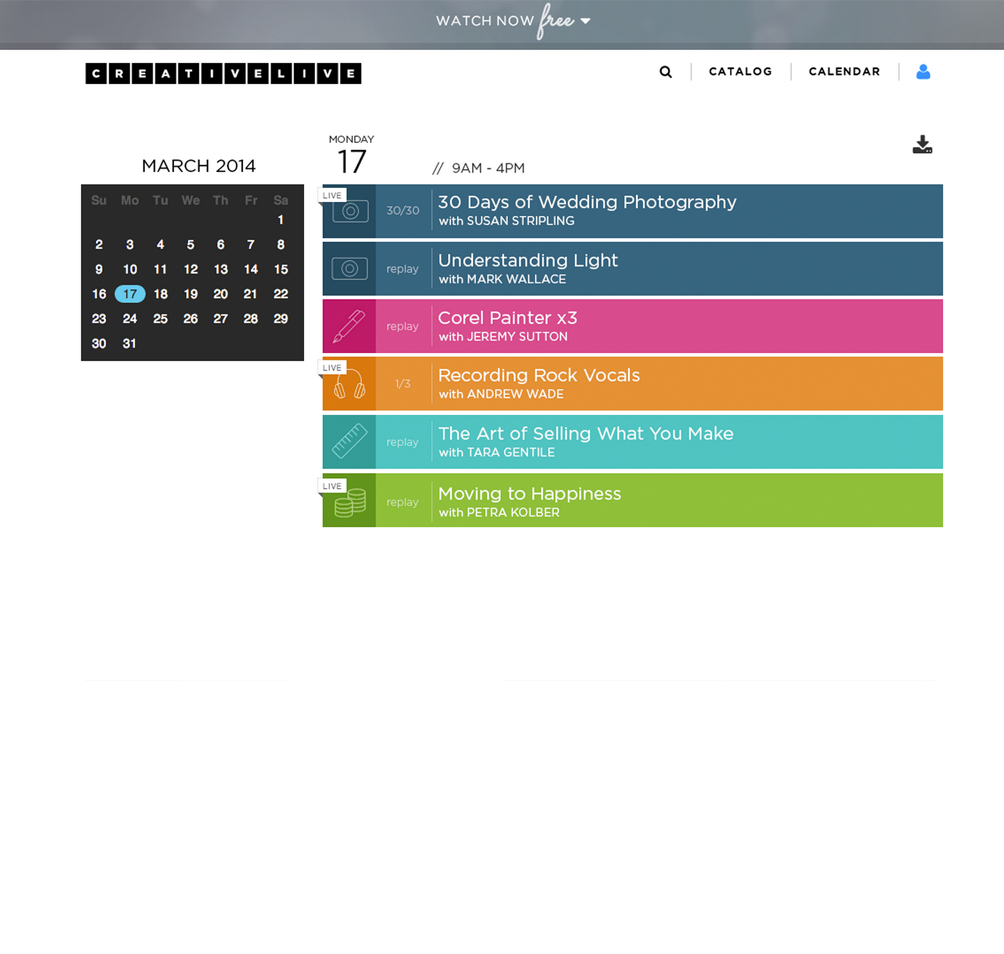 WATCH NOW free
CREATIVELIVE
CATALOG
CALENDAR
MARCH 2014
Su Mo Tu We Th Fr Sa
1
2 3 4 5 6 7 8
9 10 11 12 13 14 15
16 17 18 19 20 21 22
23 24 25 26 27 28 29
30 31
MONDAY
17
// 9AM - 4PM
LIVE
30/30
30 Days of Wedding Photography
with SUSAN STRIPLING
replay
Understanding Light
with MARK WALLACE
replay
Corel Painter x3
with JEREMY SUTTON
LIVE
1/3
Recording Rock Vocals
with ANDREW WADE
replay
The Art of Selling What You Make
with TARA GENTILE
LIVE
replay
Moving to Happiness
with PETRA KOLBER